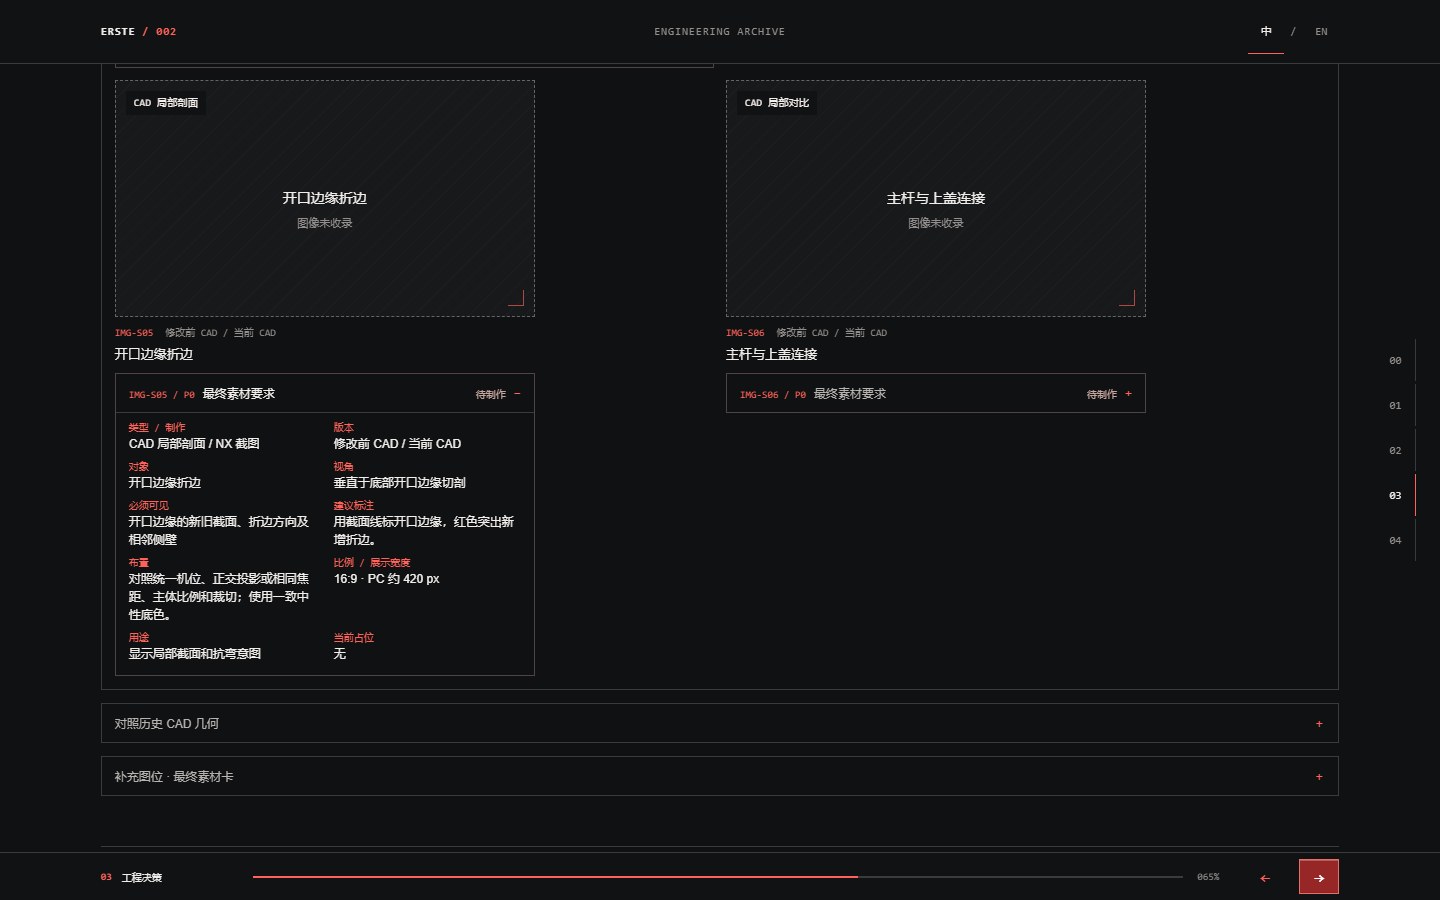 ERSTE / 002
ENGINEERING ARCHIVE
中 / EN
CAD 局部剖面
开口边缘折边
图像未收录
IMG-S05 修改前 CAD / 当前 CAD
开口边缘折边
IMG-S05 / P0 最终素材要求 待制作 −
类型 / 制作
CAD 局部剖面 / NX 截图
版本
修改前 CAD / 当前 CAD
对象
开口边缘折边
视角
垂直于底部开口边缘切剖
必须可见
开口边缘的新旧截面、折边方向及
相邻侧壁
建议标注
用截面线标开口边缘，红色突出新
增折边。
布置
对照统一机位、正交投影或相同焦
距、主体比例和裁切；使用一致中
性底色。
比例 / 展示宽度
16:9 · PC 约 420 px
用途
显示局部截面和抗弯意图
当前占位
无
CAD 局部对比
主杆与上盖连接
图像未收录
IMG-S06 修改前 CAD / 当前 CAD
主杆与上盖连接
IMG-S06 / P0 最终素材要求 待制作 +
对照历史 CAD 几何 +
补充图位 · 最终素材卡 +
00
01
02
03
04
03 工程决策
065%
← →